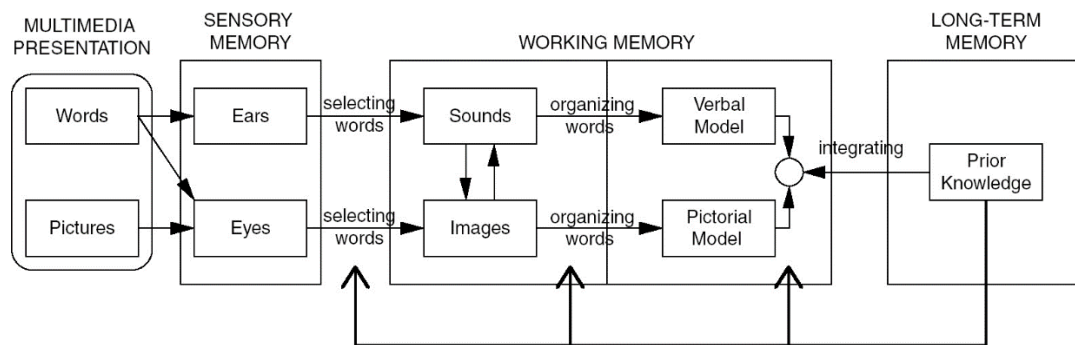 MULTIMEDIA
PRESENTATION
SENSORY
MEMORY
WORKING MEMORY
LONG-TERM
MEMORY
Words
Ears
selecting
words
Sounds
organizing
words
Verbal
Model
integrating
Prior
Knowledge
Pictures
Eyes
selecting
words
Images
organizing
words
Pictorial
Model